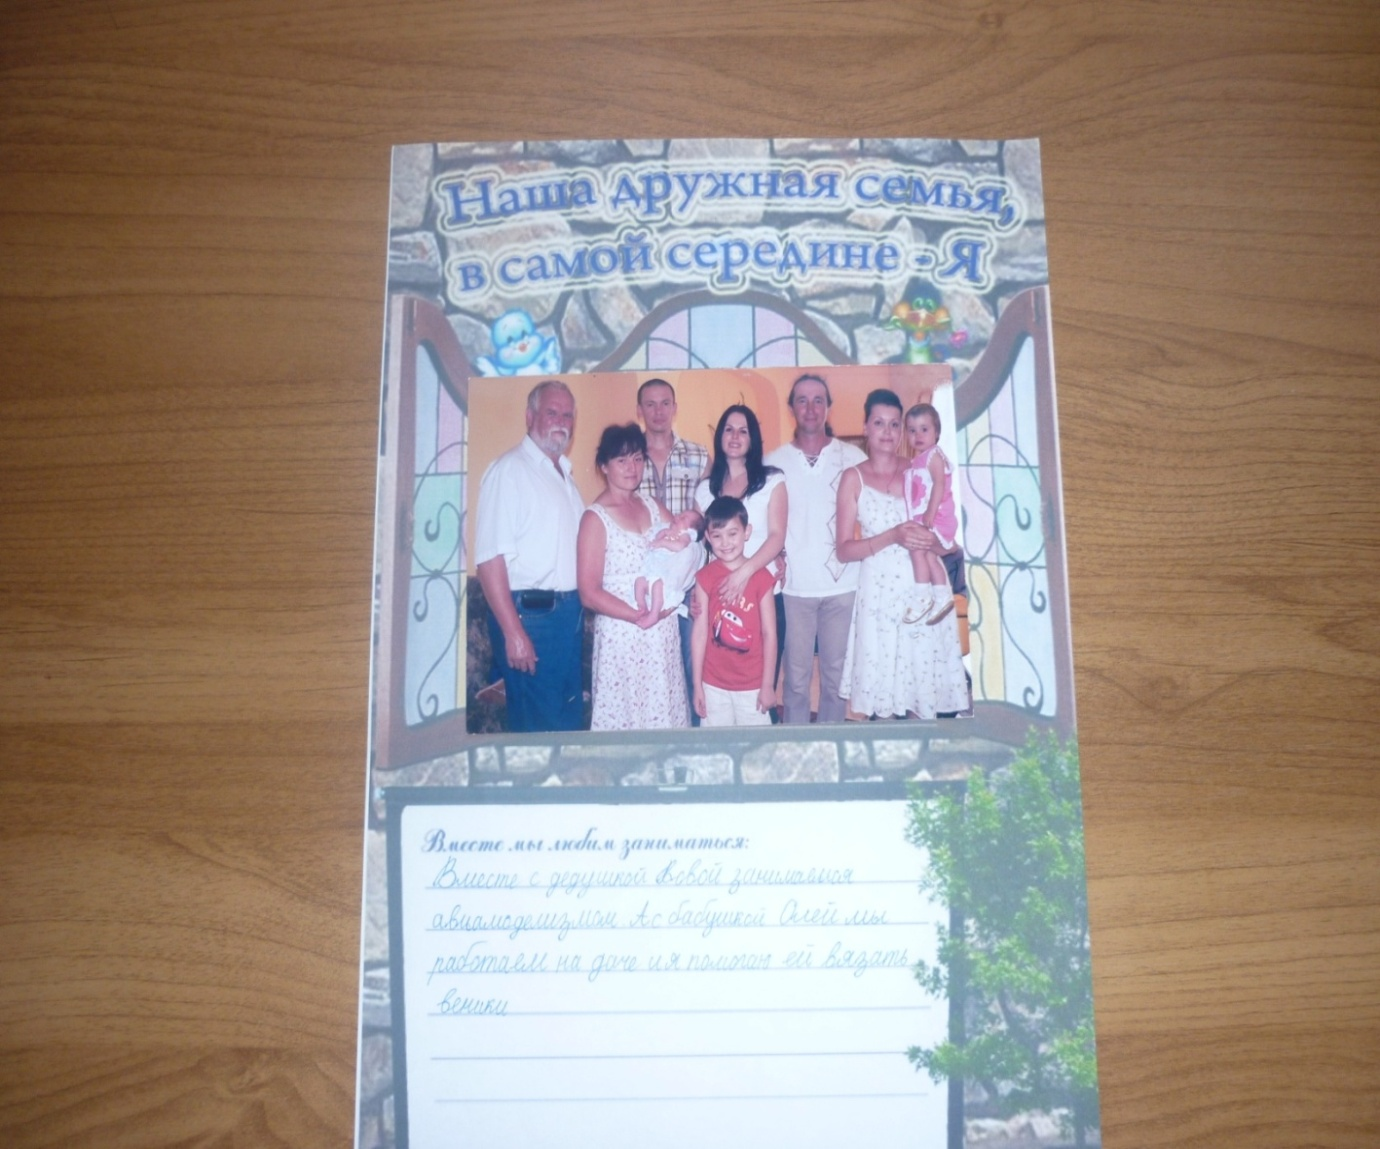 Наша дружная семья,
в самой середине - Я
Вместе мы любим заниматься:
Вместе с дедушкой Вовой занимаемся
авиамоделизмом А с бабушкой Олей мы
работаем на даче и я помогаю ей вязать
веники